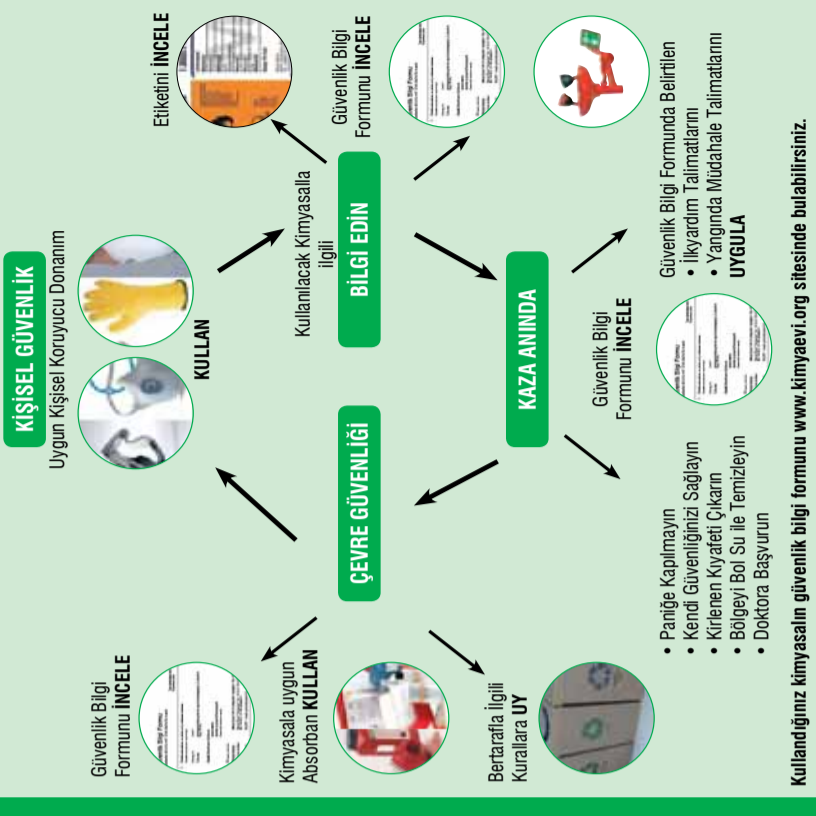 KİŞİSEL GÜVENLİK
Uygun Kişisel Koruyucu Donanım
KULLAN
Kullanılacak Kimyasalla
ilgili
BİLGİ EDİN
Etiketini İNCELE
Güvenlik Bilgi
Formunu İNCELE
KAZA ANINDA
Güvenlik Bilgi
Formunu İNCELE
Güvenlik Bilgi Formunda Belirtilen
• İlkyardım Talimatlarını
• Yangında Müdahale Talimatlarını
UYGULA
• Paniğe Kapılmayın
• Kendi Güvenliğinizi Sağlayın
• Kirlenen Kıyafeti Çıkarın
• Bölgeyi Bol Su ile Temizleyin
• Doktora Başvurun
ÇEVRE GÜVENLİĞİ
Güvenlik Bilgi
Formunu İNCELE
Kimyasala uygun
Absorban KULLAN
Bertarafla İlgili
Kurallara UY
Kullandığınız kimyasalın güvenlik bilgi formunu www.kimyaevi.org sitesinde bulabilirsiniz.